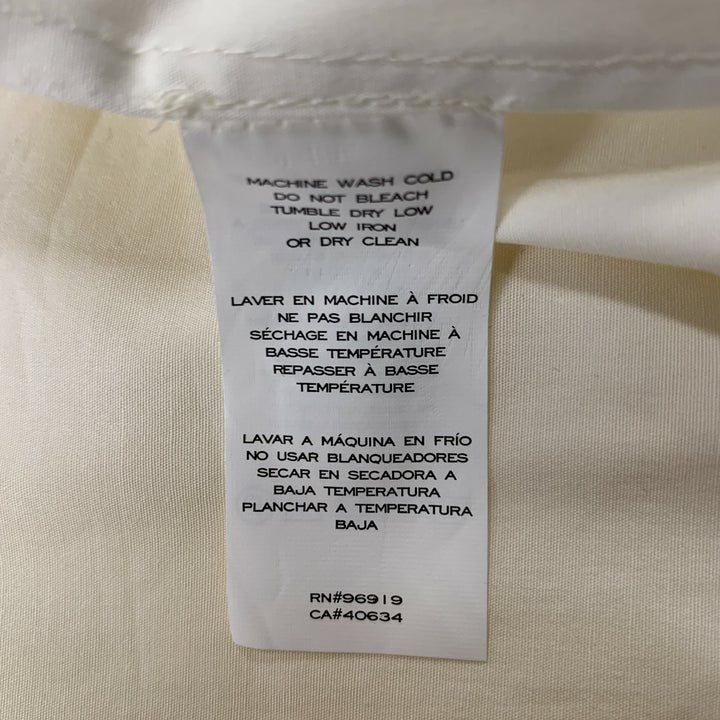 MACHINE WASH COLD
DO NOT BLEACH
TUMBLE DRY LOW
LOW IRON
OR DRY CLEAN
LAVER EN MACHINE À FROID
NE PAS BLANCHIR
SÉCHAGE EN MACHINE À
BASSE TEMPÉRATURE
REPASSER À BASSE
TEMPÉRATURE
LAVAR A MÁQUINA EN FRÍO
NO USAR BLANQUEADORES
SECAR EN SECADORA A
BAJA TEMPERATURA
PLANCHAR A TEMPERATURA
BAJA
RN#96919
CA#40634